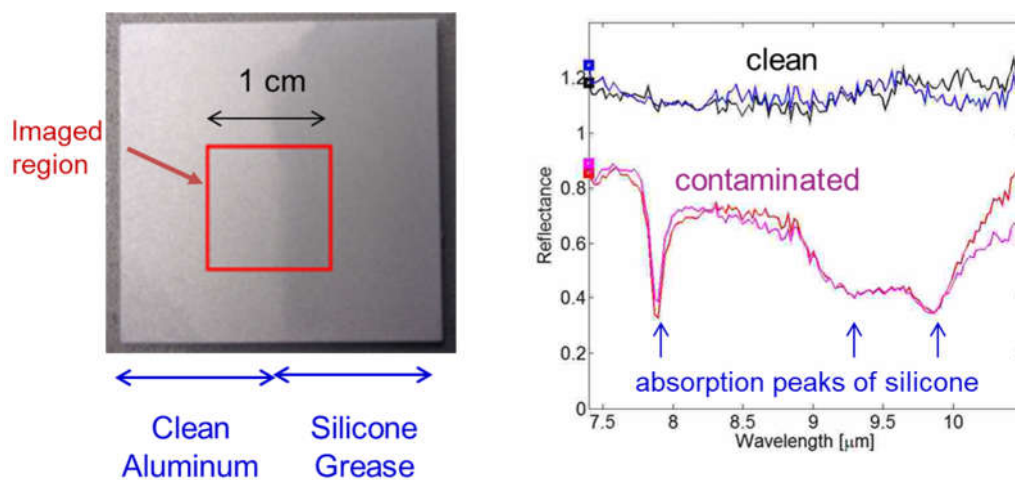 1 cm
Imaged
region
Clean
Aluminum
Silicone
Grease
clean
contaminated
absorption peaks of silicone
Reflectance
1.2
1
0.8
0.6
0.4
0.2
0
7.5 8 8.5 9 9.5 10
Wavelength [μm]